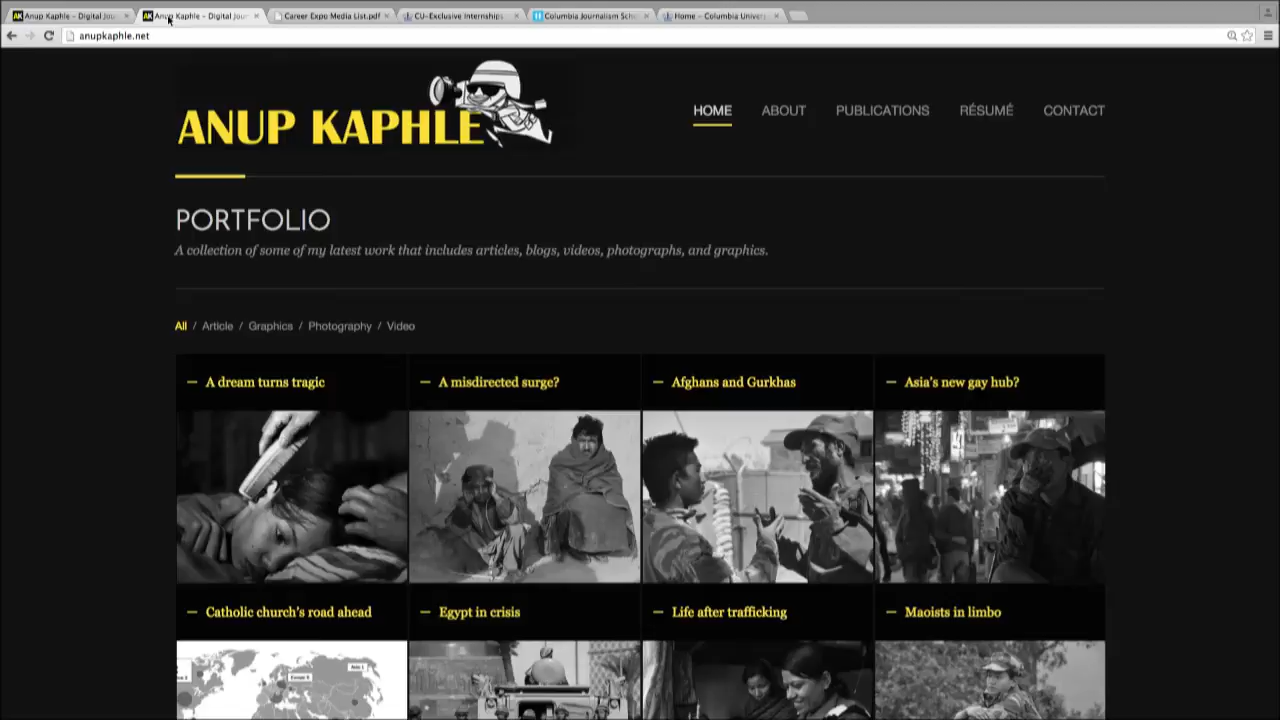 Anup Kaphle – Digital Jou
Anup Kaphle – Digital Jour
Career Expo Media List.pdf
CU-Exclusive Internships
Columbia Journalism Scho
Home – Columbia Univers
anupkaphle.net
ANUP KAPHLE
HOME
ABOUT
PUBLICATIONS
RÉSUMÉ
CONTACT
PORTFOLIO
A collection of some of my latest work that includes articles, blogs, videos, photographs, and graphics.
All / Article / Graphics / Photography / Video
— A dream turns tragic
— A misdirected surge?
— Afghans and Gurkhas
— Asia's new gay hub?
— Catholic church's road ahead
— Egypt in crisis
— Life after trafficking
— Maoists in limbo